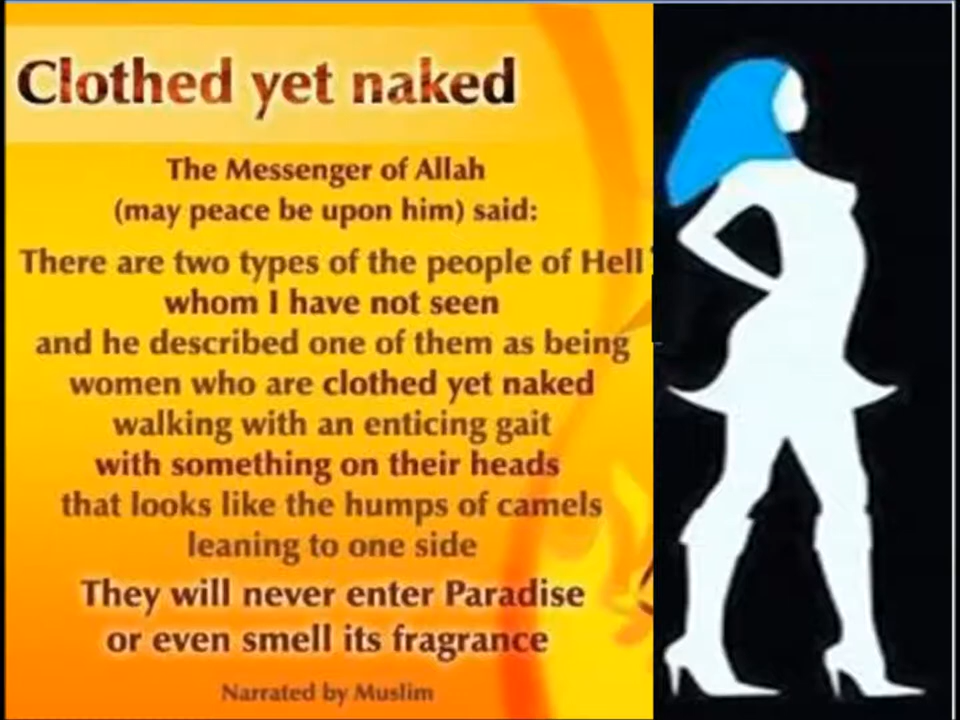 Clothed yet naked
The Messenger of Allah
(may peace be upon him) said:
There are two types of the people of Hell
whom I have not seen
and he described one of them as being
women who are clothed yet naked
walking with an enticing gait
with something on their heads
that looks like the humps of camels
leaning to one side
They will never enter Paradise
or even smell its fragrance
Narrated by Muslim